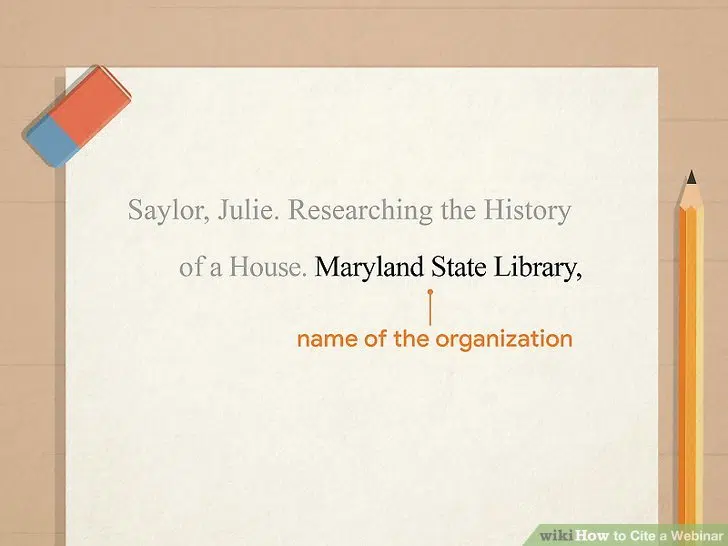 Saylor, Julie. Researching the History
of a House. Maryland State Library,
name of the organization
wikiHow to Cite a Webinar